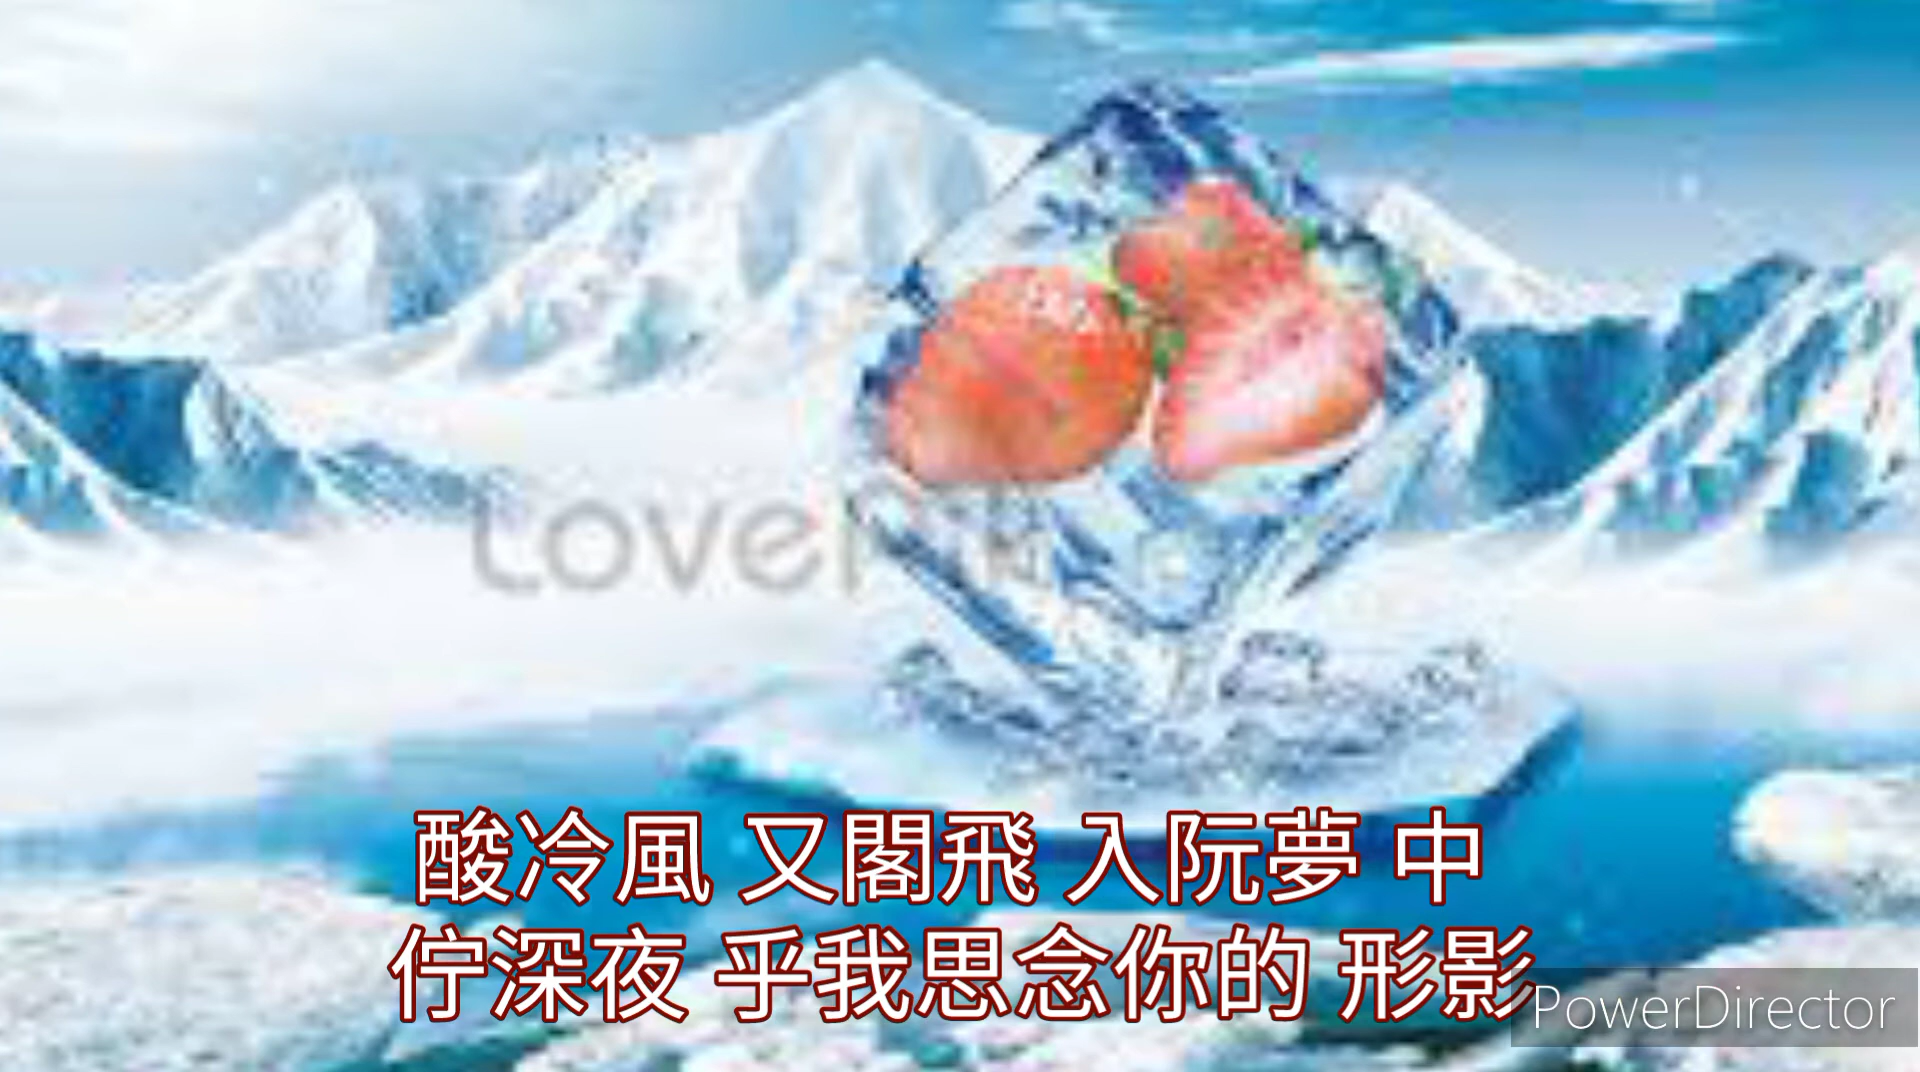 酸冷風 又閣飛 入阮夢 中
佇深夜 乎我思念你的 形影
PowerDirector